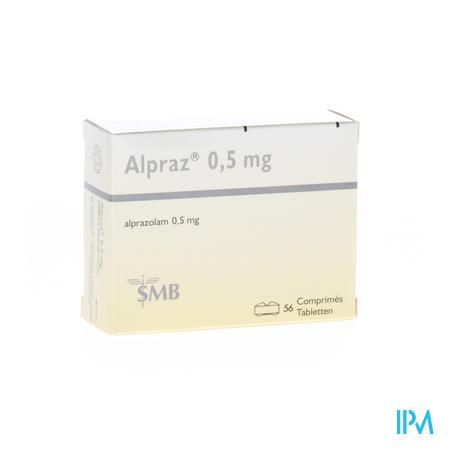 Alpraz® 0,5 mg
alprazolam 0,5 mg
SMB
56 Comprimés
Tabletten
IPM